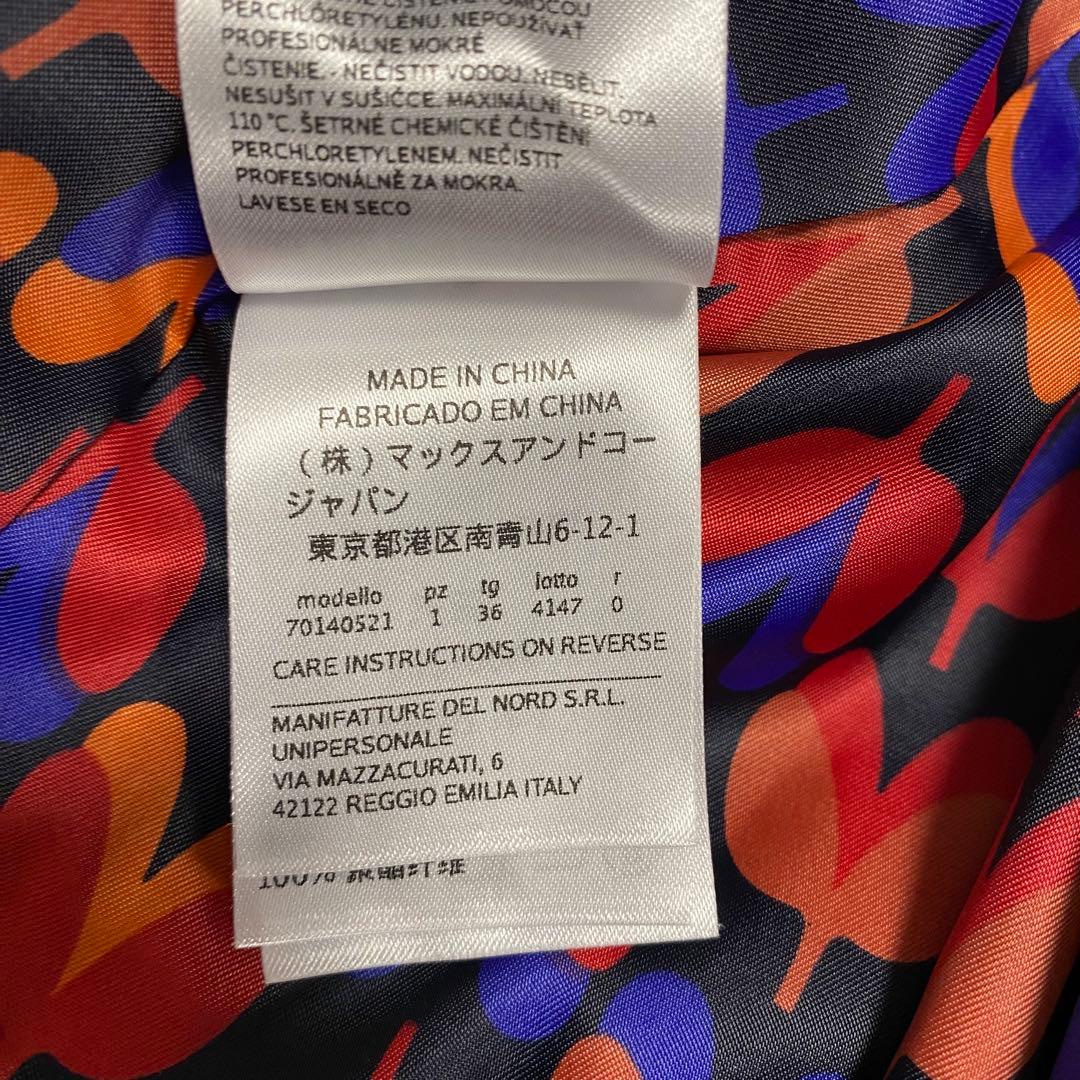 PERCHLÓRETYLÉNU. NEPOUŽÍVAŤ
PROFESIONÁLNE MOKRÉ
ČISTENIE. - NEČISTIT VODOU. NEBĚLIT.
NESUŠIT V SUŠIČCE. MAXIMÁLNÍ TEPLOTA
110 °C. ŠETRNÉ CHEMICKÉ ČIŠTĚNÍ
PERCHLORETYLENEM. NEČISTIT
PROFESIONÁLNĚ ZA MOKRA.
LAVESE EN SECO
MADE IN CHINA
FABRICADO EM CHINA
(株)マックスアンドコー
ジャパン
東京都港区南青山6-12-1
modello pz tg lotto r
70140521 1 36 4147 0
CARE INSTRUCTIONS ON REVERSE
MANIFATTURE DEL NORD S.R.L.
UNIPERSONALE
VIA MAZZACURATI, 6
42122 REGGIO EMILIA ITALY
100%